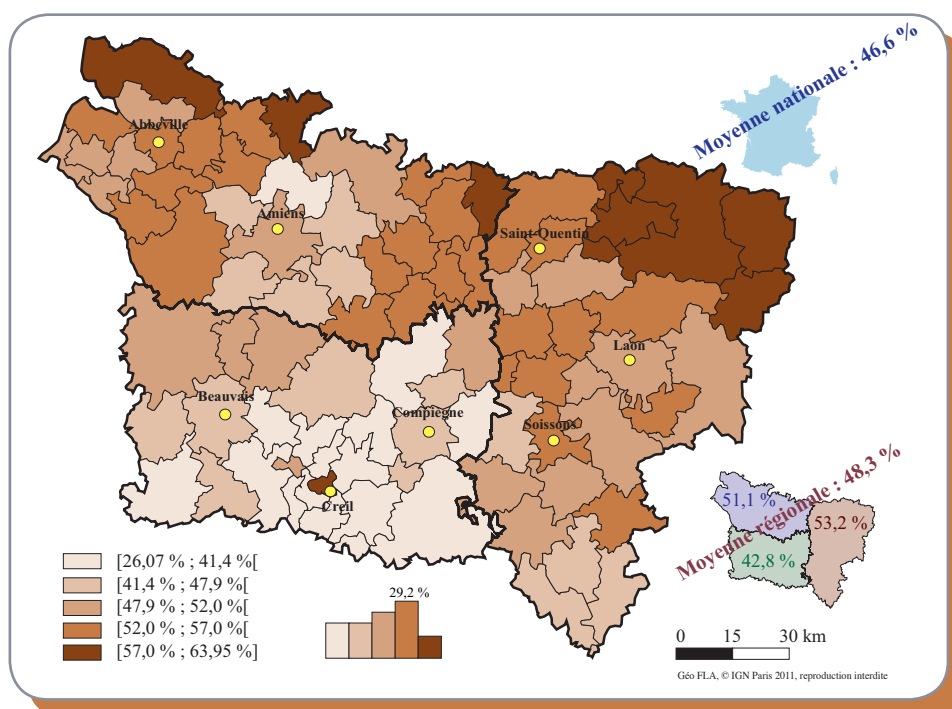 Moyenne nationale : 46,6 %
Abbeville
Amiens
Saint-Quentin
Laon
Beauvais
Compiègne
Soissons
Creil
Moyenne régionale : 48,3 %
51,1 %
53,2 %
42,8 %
[26,07 % ; 41,4 %[
[41,4 % ; 47,9 %[
[47,9 % ; 52,0 %[
[52,0 % ; 57,0 %[
[57,0 % ; 63,95 %]
29,2 %
0 15 30 km
Géo FLA, © IGN Paris 2011, reproduction interdite